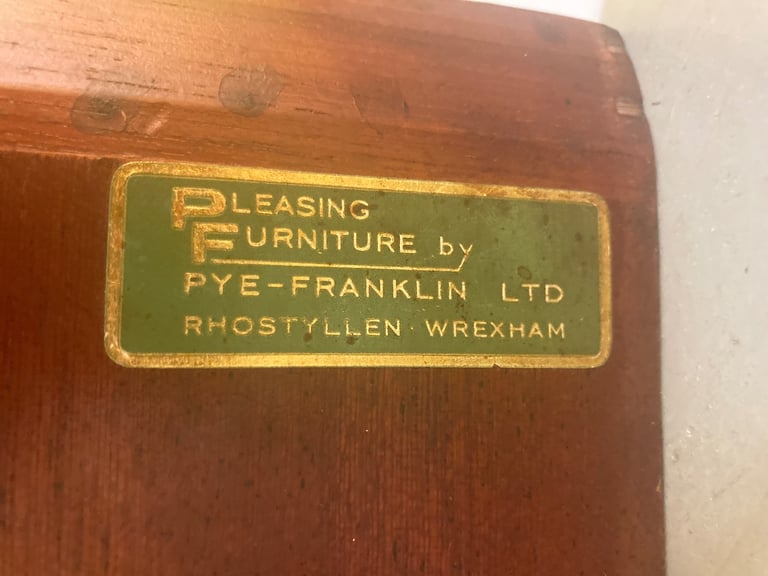 PLEASING
FURNITURE by
PYE-FRANKLIN LTD
RHOSTYLLEN · WREXHAM